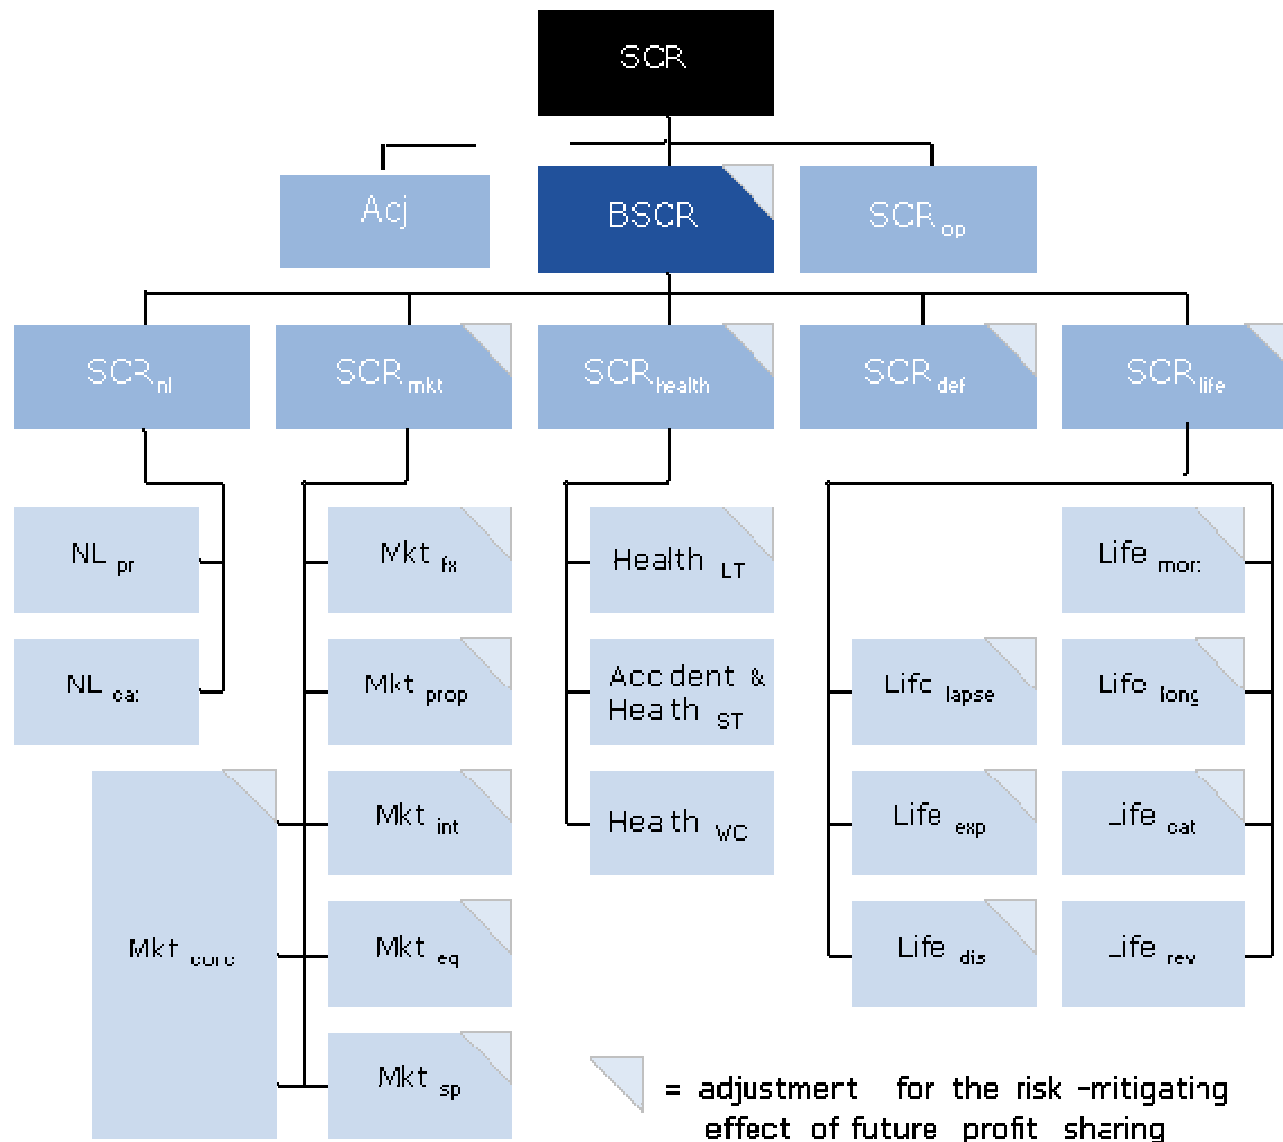 SCR
Acj
BSCR
SCR op
SCR nl
SCR mkt
SCR health
SCR def
SCR life
NL pr
Mkt fx
Health LT
Life mort
NL cat
Mkt prop
Accident &
Health ST
Life lapse
Life long
Mkt int
Health WC
Life exp
Life cat
Mkt conc
Mkt eq
Life dis
Life rev
Mkt sp
= adjustment for the risk -mitigating
effect of future profit sharing